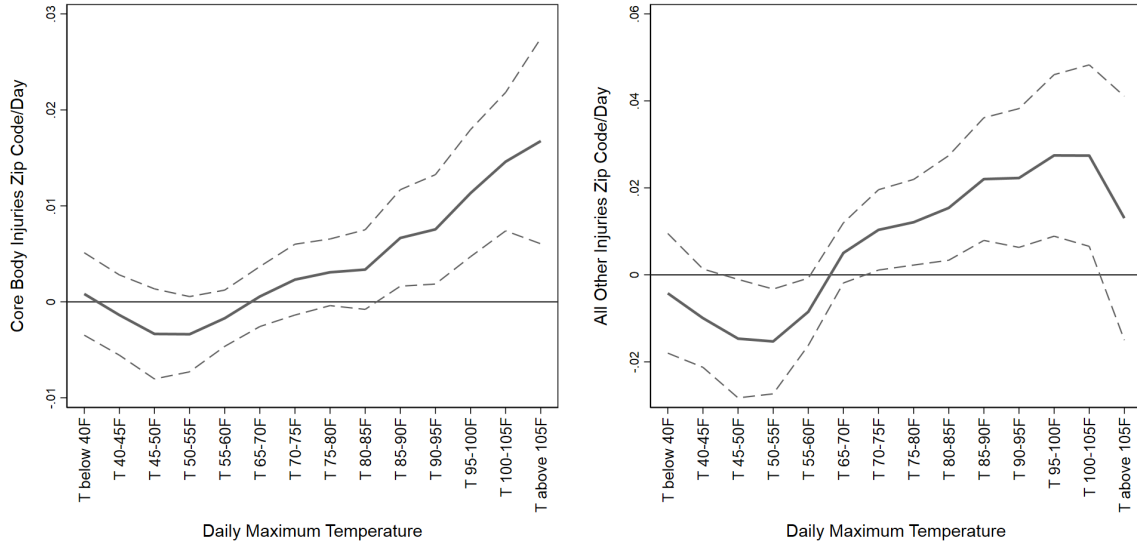 Core Body Injuries Zip Code/Day
.03
.02
.01
0
-.01
T below 40F
T 40-45F
T 45-50F
T 50-55F
T 55-60F
T 65-70F
T 70-75F
T 75-80F
T 80-85F
T 85-90F
T 90-95F
T 95-100F
T 100-105F
T above 105F
Daily Maximum Temperature
All Other Injuries Zip Code/Day
.06
.04
.02
0
-.02
T below 40F
T 40-45F
T 45-50F
T 50-55F
T 55-60F
T 65-70F
T 70-75F
T 75-80F
T 80-85F
T 85-90F
T 90-95F
T 95-100F
T 100-105F
T above 105F
Daily Maximum Temperature